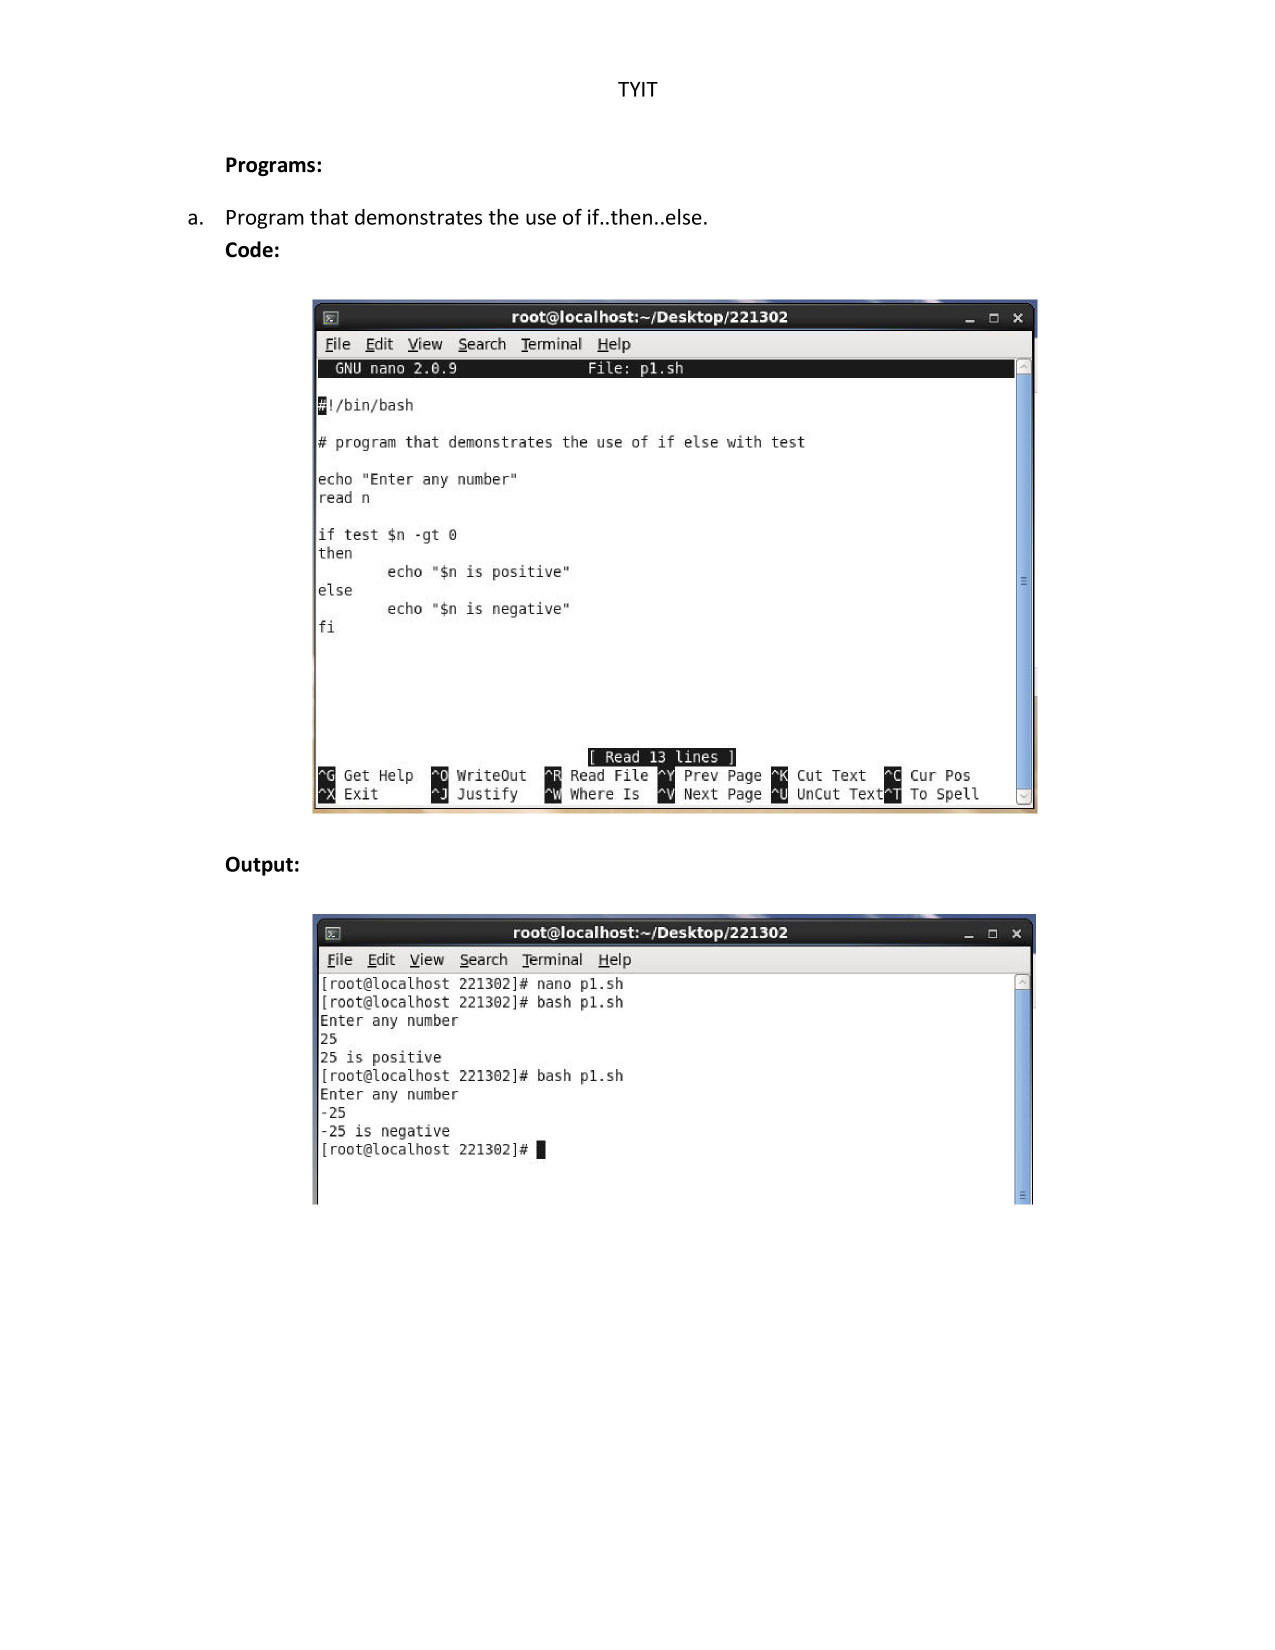 TYIT
Programs:
a. Program that demonstrates the use of if..then..else.
Code:
root@localhost:~/Desktop/221302
File Edit View Search Terminal Help
GNU nano 2.0.9 File: p1.sh
#!/bin/bash
# program that demonstrates the use of if else with test
echo "Enter any number"
read n
if test $n -gt 0
then
echo "$n is positive"
else
echo "$n is negative"
fi
[ Read 13 lines ]
^G Get Help ^O WriteOut ^R Read File ^Y Prev Page ^K Cut Text ^C Cur Pos
^X Exit ^J Justify ^W Where Is ^V Next Page ^U UnCut Text ^T To Spell
Output:
root@localhost:~/Desktop/221302
File Edit View Search Terminal Help
[root@localhost 221302]# nano p1.sh
[root@localhost 221302]# bash p1.sh
Enter any number
25
25 is positive
[root@localhost 221302]# bash p1.sh
Enter any number
-25
-25 is negative
[root@localhost 221302]#